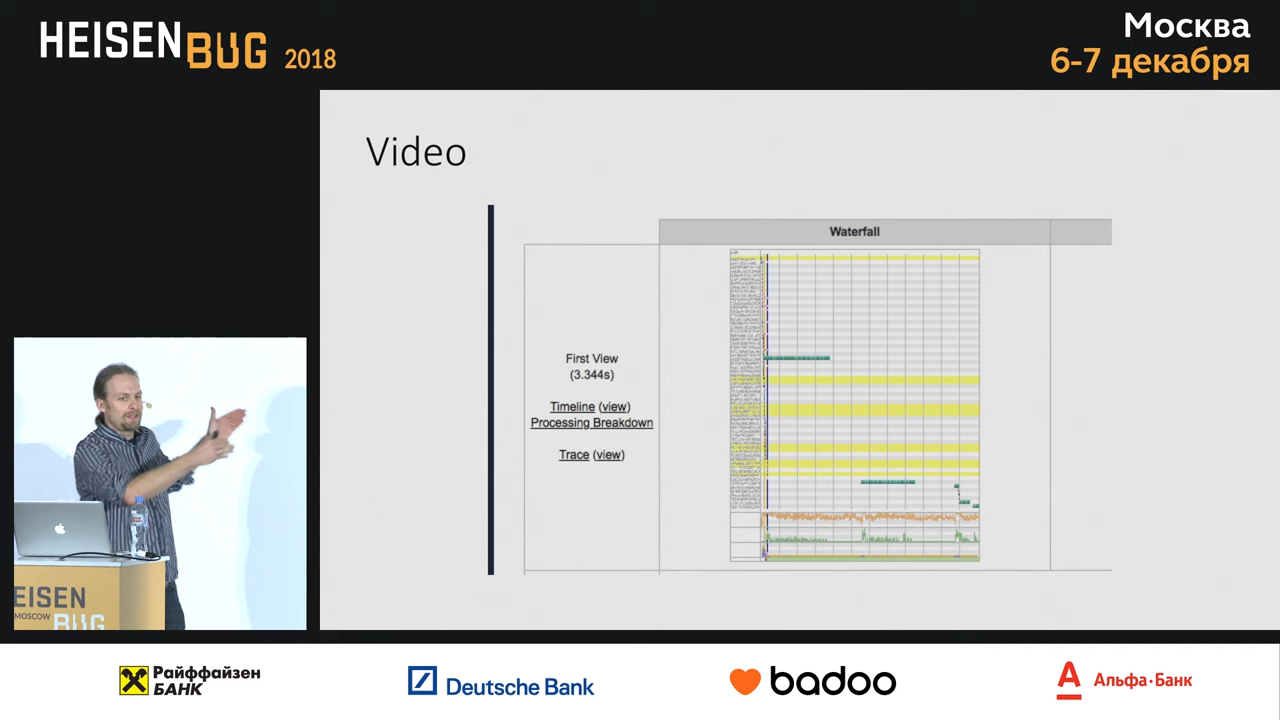 HEISENBUG 2018
Москва
6-7 декабря
Video
Waterfall
First View
(3.344s)
Timeline (view)
Processing Breakdown
Trace (view)
EISEN
MOSCOW
BUG
Райффайзен
БАНК
Deutsche Bank
badoo
Альфа·Банк